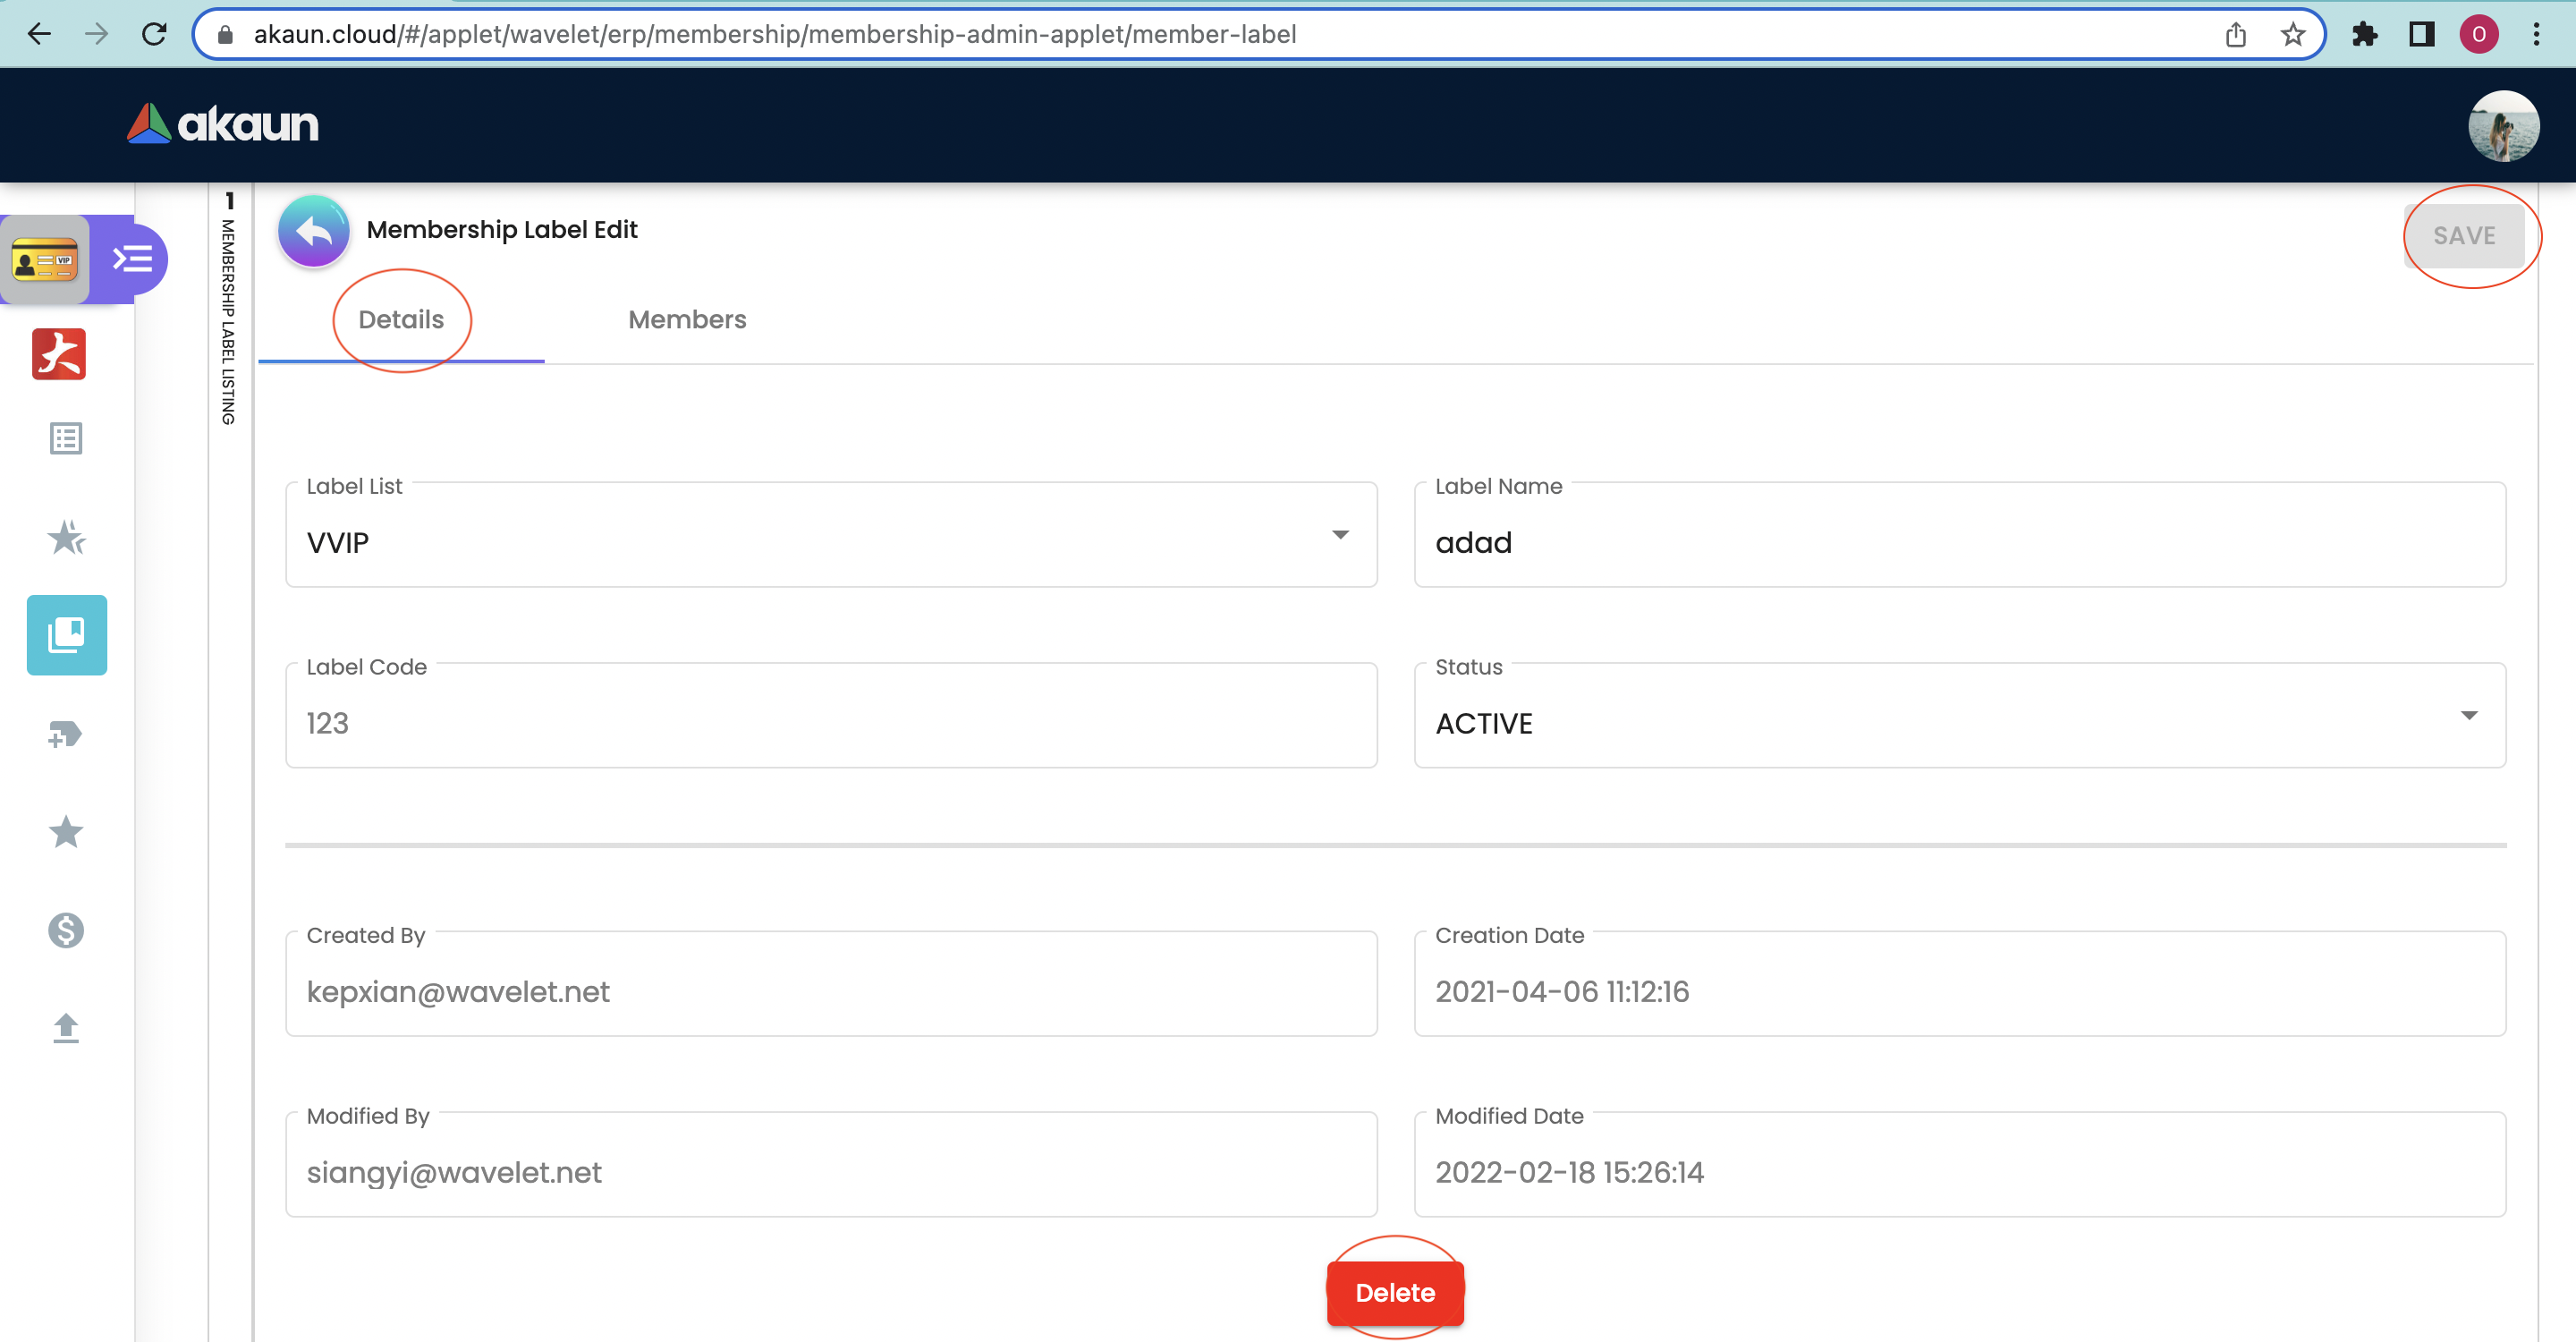 akaun.cloud/#/applet/wavelet/erp/membership/membership-admin-applet/member-label
O
akaun
1
MEMBERSHIP LABEL LISTING
Membership Label Edit
SAVE
VIP
Details
Members
Label List
VVIP
Label Name
adad
Label Code
123
Status
ACTIVE
Created By
kepxian@wavelet.net
Creation Date
2021-04-06 11:12:16
Modified By
siangyi@wavelet.net
Modified Date
2022-02-18 15:26:14
Delete